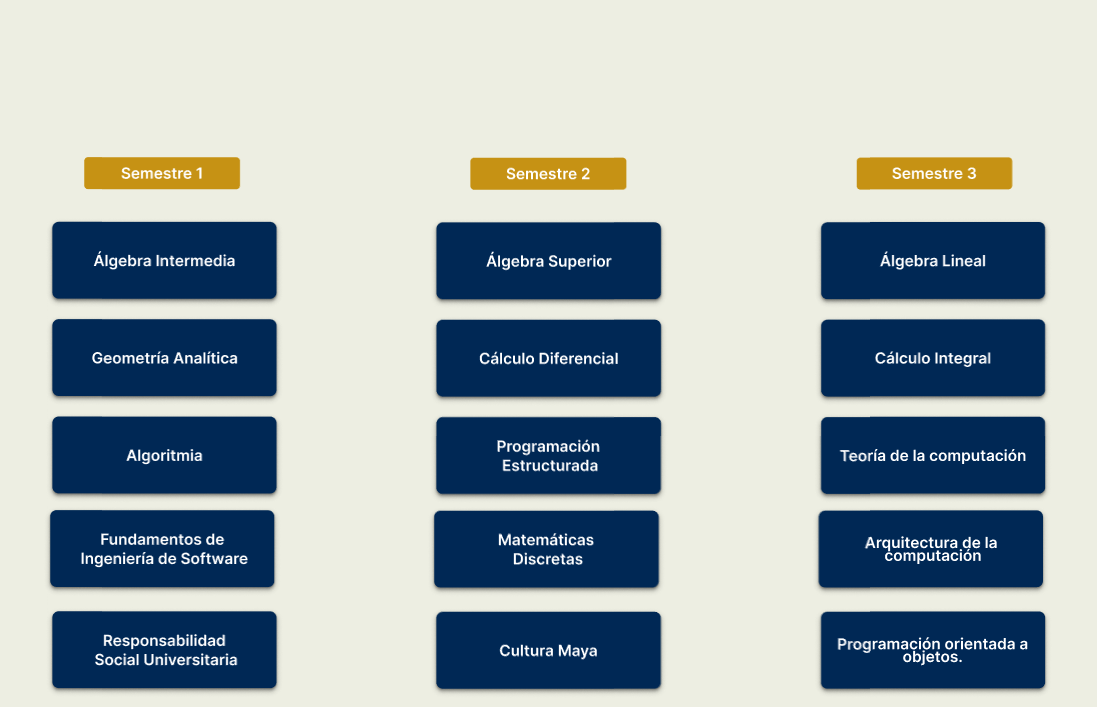 Semestre 1
Álgebra Intermedia
Geometría Analítica
Algoritmia
Fundamentos de
Ingeniería de Software
Responsabilidad
Social Universitaria
Semestre 2
Álgebra Superior
Cálculo Diferencial
Programación
Estructurada
Matemáticas
Discretas
Cultura Maya
Semestre 3
Álgebra Lineal
Cálculo Integral
Teoría de la computación
Arquitectura de la
computación
Programación orientada a
objetos.